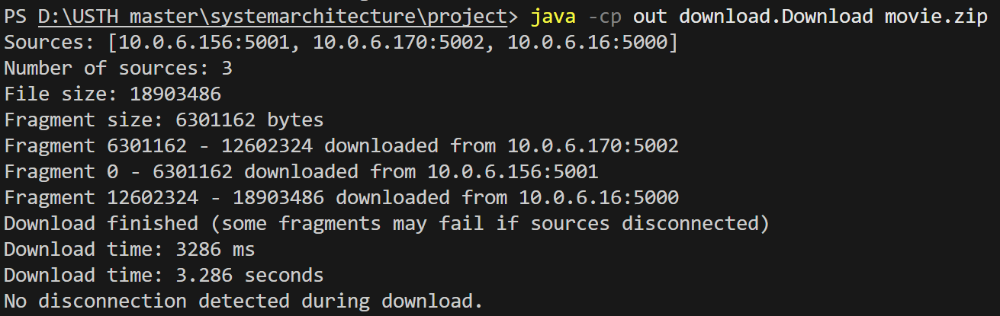 PS D:\USTH master\systemarchitecture\project> java -cp out download.Download movie.zip
Sources: [10.0.6.156:5001, 10.0.6.170:5002, 10.0.6.16:5000]
Number of sources: 3
File size: 18903486
Fragment size: 6301162 bytes
Fragment 6301162 - 12602324 downloaded from 10.0.6.170:5002
Fragment 0 - 6301162 downloaded from 10.0.6.156:5001
Fragment 12602324 - 18903486 downloaded from 10.0.6.16:5000
Download finished (some fragments may fail if sources disconnected)
Download time: 3286 ms
Download time: 3.286 seconds
No disconnection detected during download.